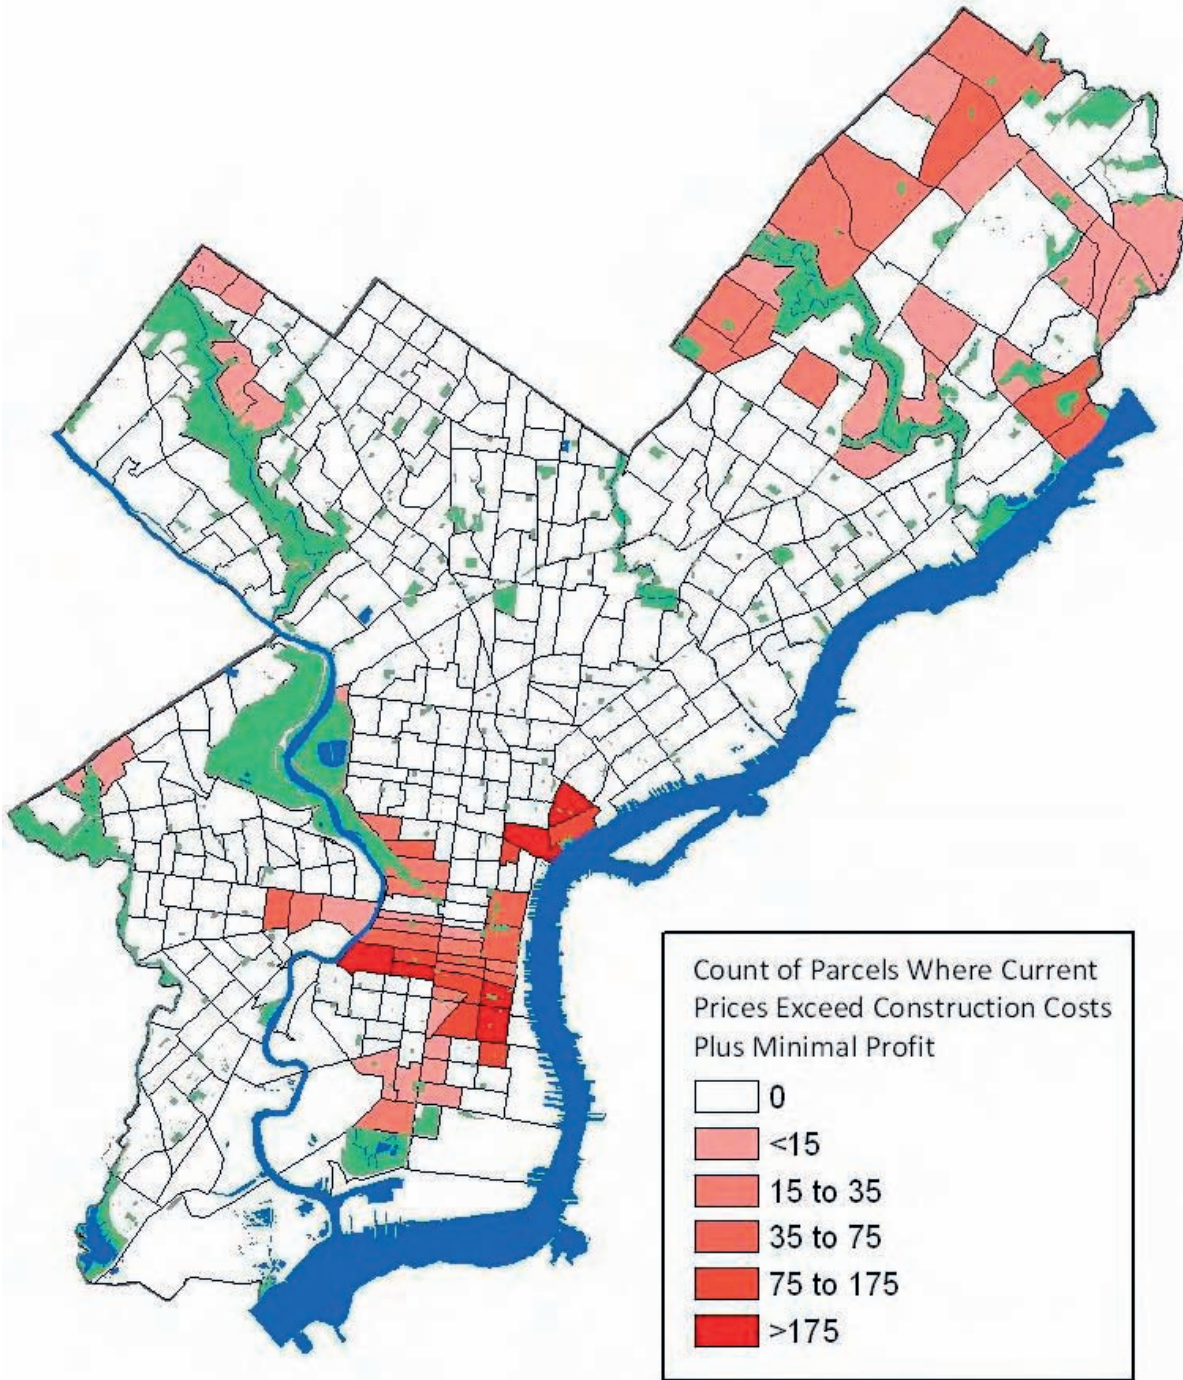 Count of Parcels Where Current
Prices Exceed Construction Costs
Plus Minimal Profit
0
<15
15 to 35
35 to 75
75 to 175
>175